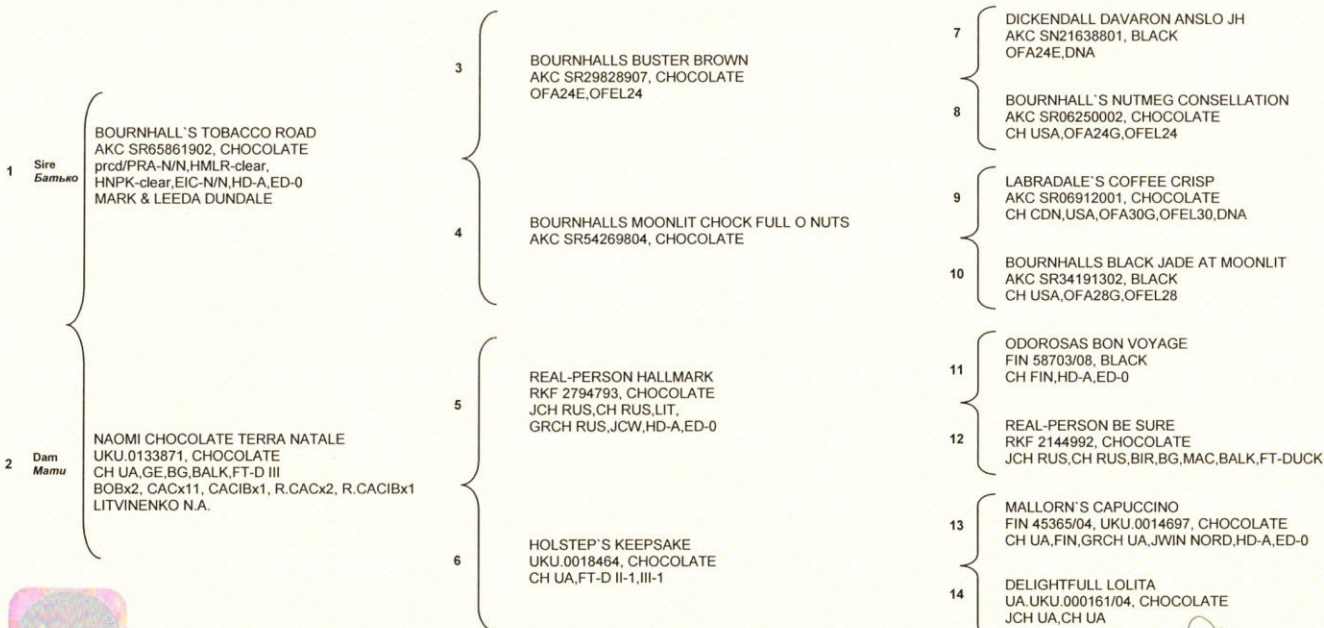 1 Sire
Батько
BOURNHALL`S TOBACCO ROAD
AKC SR65861902, CHOCOLATE
prcd/PRA-N/N,HMLR-clear,
HNPK-clear,EIC-N/N,HD-A,ED-0
MARK & LEEDA DUNDALE
2 Dam
Мати
NAOMI CHOCOLATE TERRA NATALE
UKU.0133871, CHOCOLATE
CH UA,GE,BG,BALK,FT-D III
BOBx2, CACx11, CACIBx1, R.CACx2, R.CACIBx1
LITVINENKO N.A.
3
BOURNHALLS BUSTER BROWN
AKC SR29828907, CHOCOLATE
OFA24E,OFEL24
4
BOURNHALLS MOONLIT CHOCK FULL O NUTS
AKC SR54269804, CHOCOLATE
5
REAL-PERSON HALLMARK
RKF 2794793, CHOCOLATE
JCH RUS,CH RUS,LIT,
GRCH RUS,JCW,HD-A,ED-0
6
HOLSTEP`S KEEPSAKE
UKU.0018464, CHOCOLATE
CH UA,FT-D II-1,III-1
7
DICKENDALL DAVARON ANSLO JH
AKC SN21638801, BLACK
OFA24E,DNA
8
BOURNHALL`S NUTMEG CONSELLATION
AKC SR06250002, CHOCOLATE
CH USA,OFA24G,OFEL24
9
LABRADALE`S COFFEE CRISP
AKC SR06912001, CHOCOLATE
CH CDN,USA,OFA30G,OFEL30,DNA
10
BOURNHALLS BLACK JADE AT MOONLIT
AKC SR34191302, BLACK
CH USA,OFA28G,OFEL28
11
ODOROSAS BON VOYAGE
FIN 58703/08, BLACK
CH FIN,HD-A,ED-0
12
REAL-PERSON BE SURE
RKF 2144992, CHOCOLATE
JCH RUS,CH RUS,BIR,BG,MAC,BALK,FT-DUCK
13
MALLORN`S CAPUCCINO
FIN 45365/04, UKU.0014697, CHOCOLATE
CH UA,FIN,GRCH UA,JWIN NORD,HD-A,ED-0
14
DELIGHTFULL LOLITA
UA.UKU.000161/04, CHOCOLATE
JCH UA,CH UA